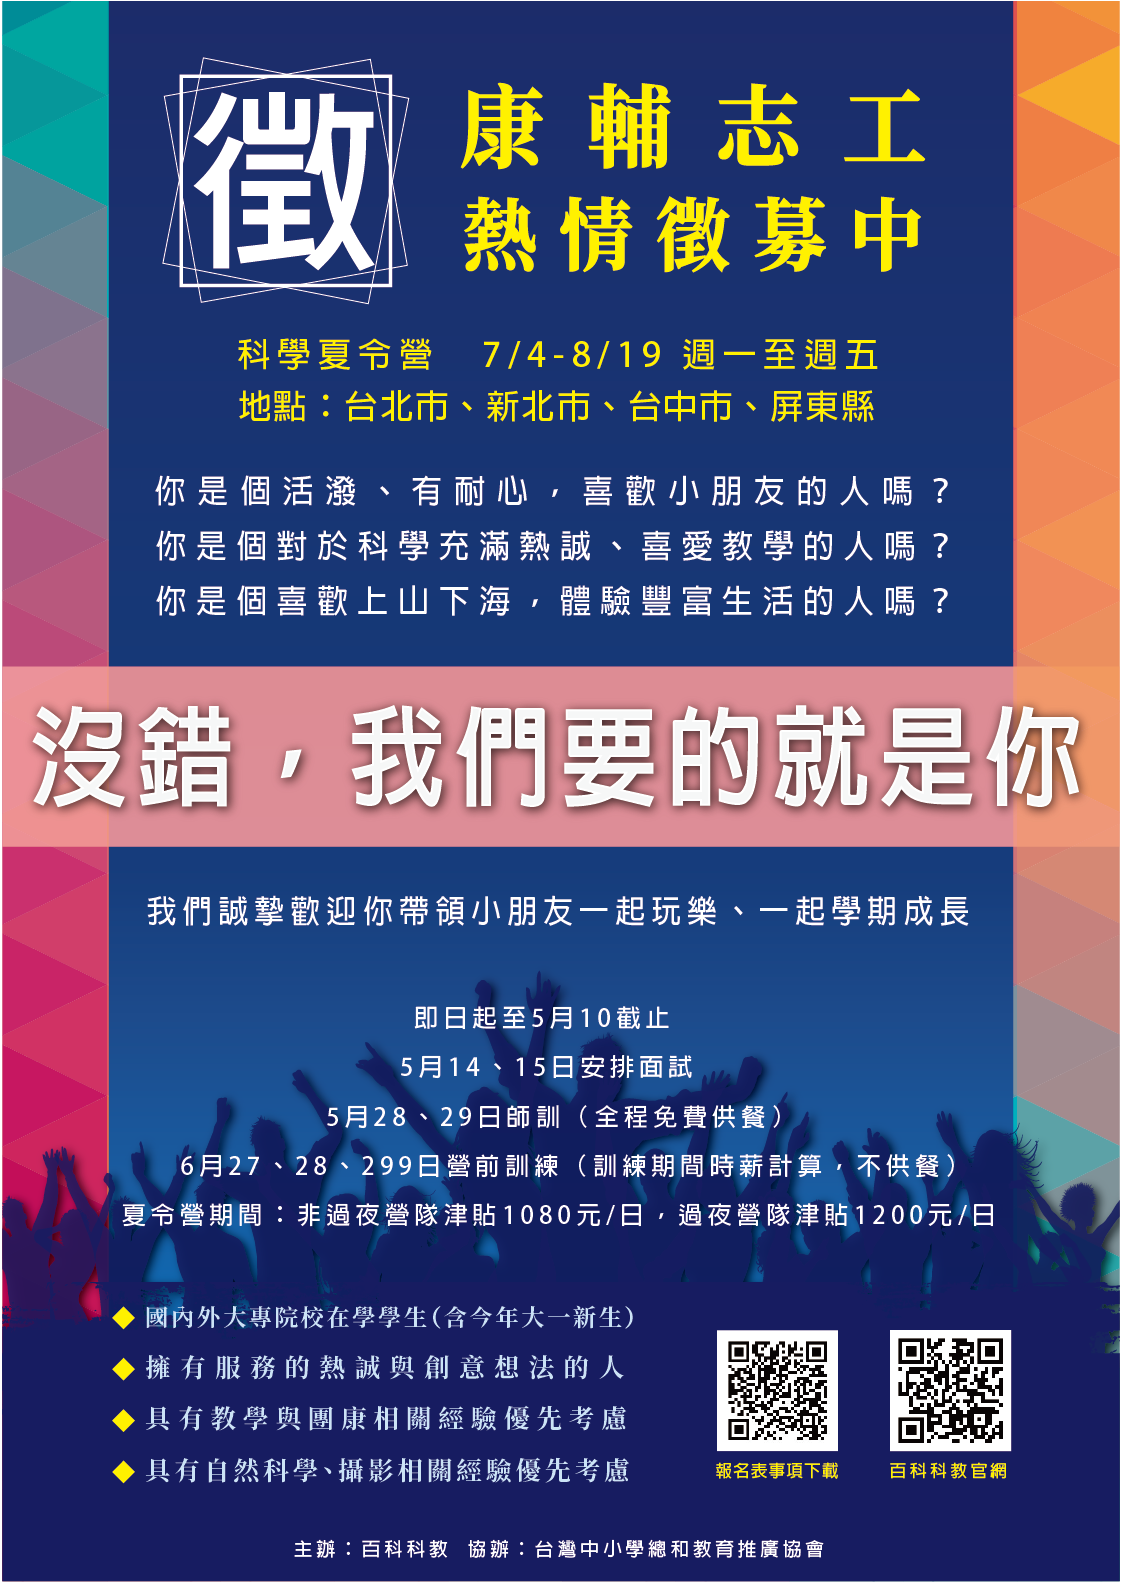 徵
康輔志工
熱情徵募中
科學夏令營 7/4-8/19 週一至週五
地點：台北市、新北市、台中市、屏東縣
你是個活潑、有耐心，喜歡小朋友的人嗎？
你是個對於科學充滿熱誠、喜愛教學的人嗎？
你是個喜歡上山下海，體驗豐富生活的人嗎？
沒錯，我們要的就是你
我們誠摯歡迎你帶領小朋友一起玩樂、一起學期成長
即日起至5月10截止
5月14、15日安排面試
5月28、29日師訓（全程免費供餐）
6月27、28、299日營前訓練（訓練期間時薪計算，不供餐）
夏令營期間：非過夜營隊津貼1080元/日，過夜營隊津貼1200元/日
◆ 國內外大專院校在學學生(含今年大一新生)
◆ 擁有服務的熱誠與創意想法的人
◆ 具有教學與團康相關經驗優先考慮
◆ 具有自然科學、攝影相關經驗優先考慮
報名表事項下載
百科科教官網
主辦：百科科教 協辦：台灣中小學總和教育推廣協會